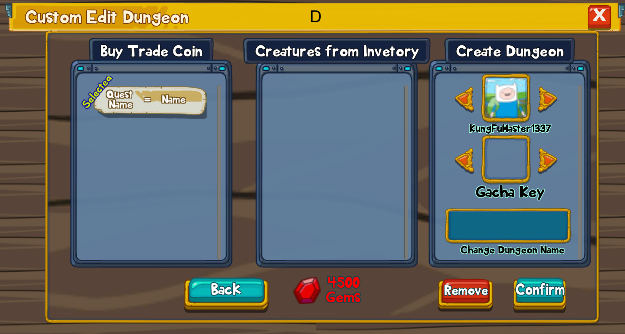 Custom Edit Dungeon
D
X
Buy Trade Coin
Creatures from Invetory
Create Dungeon
Selected
Quest
Name
= Name
KungFuMaster1337
Gacha Key
Change Dungeon Name
Back
4500
Gems
Remove
Confirm